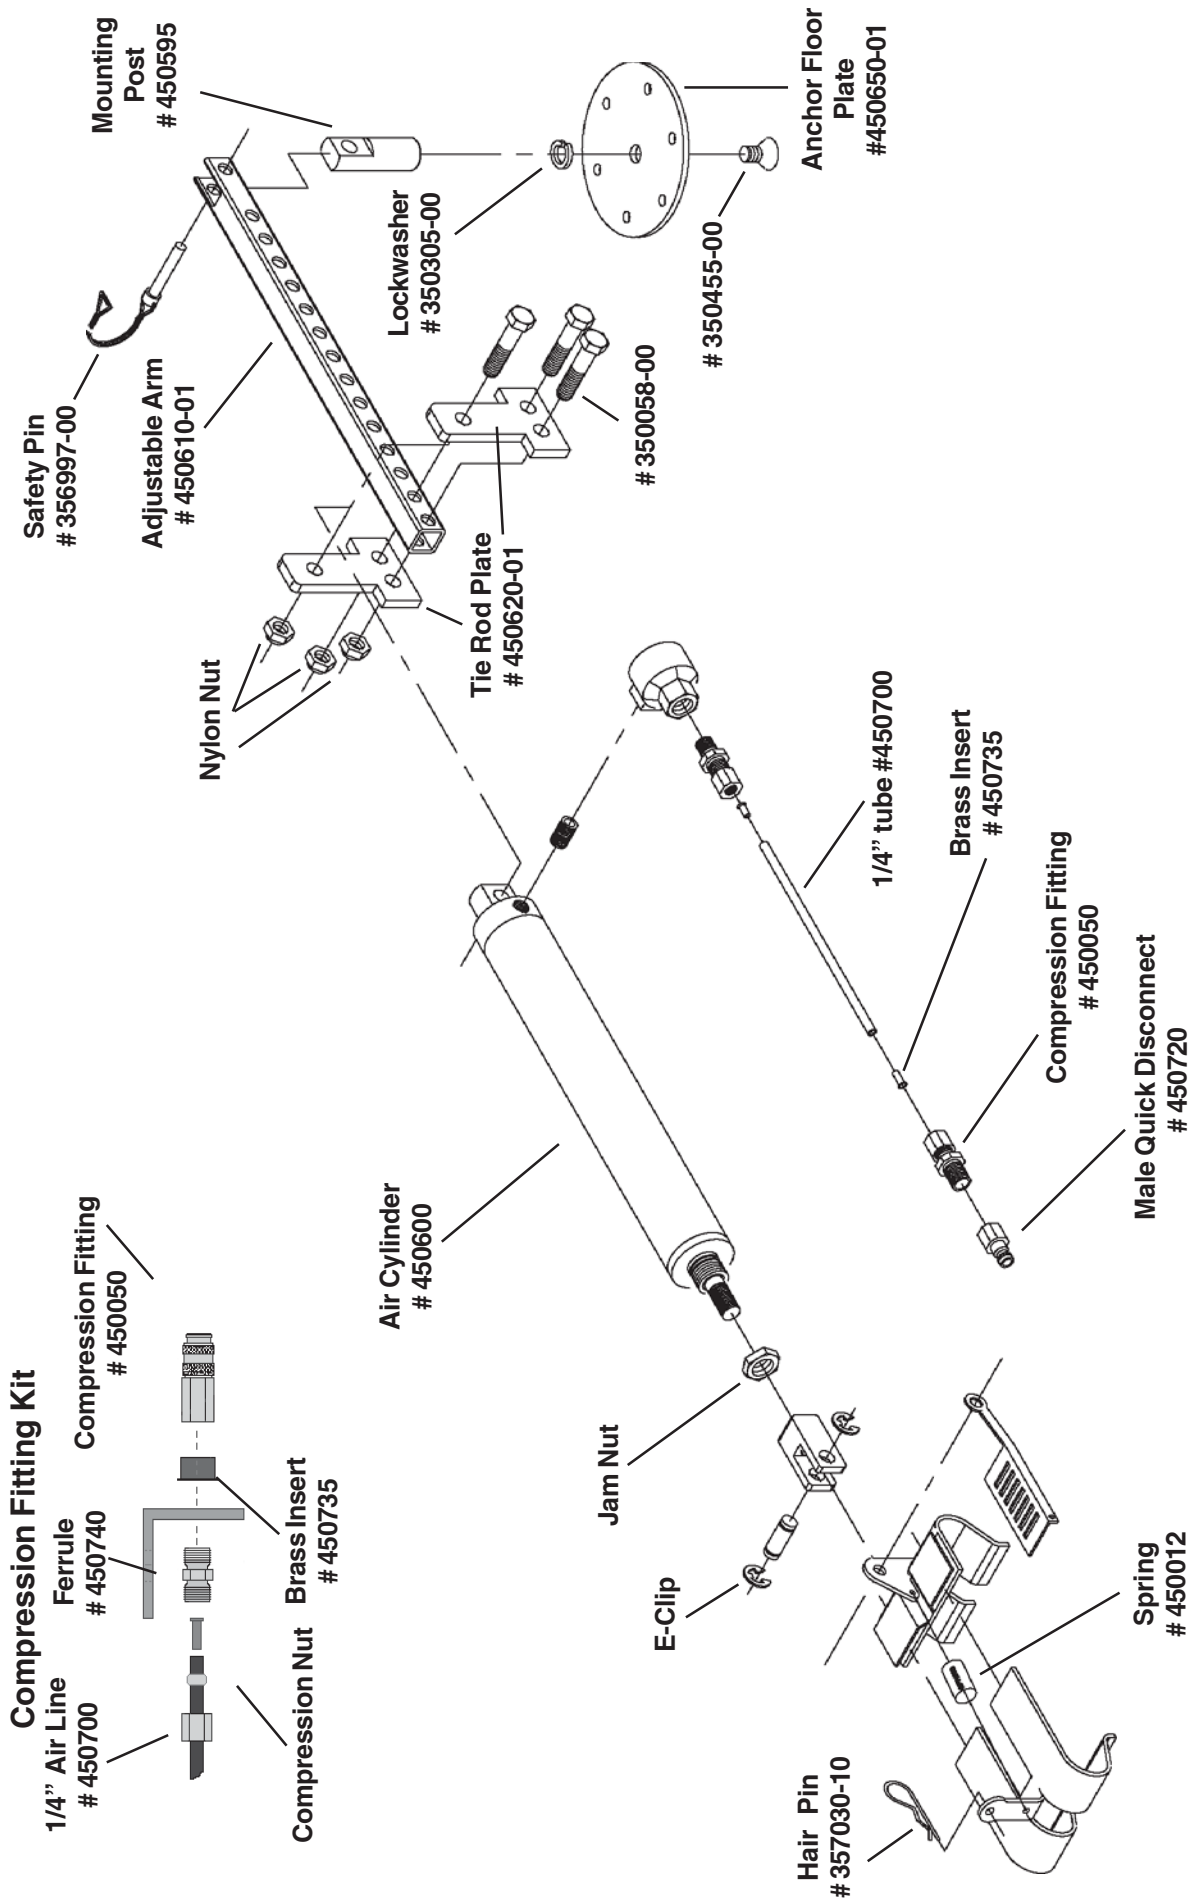 Compression Fitting Kit
1/4” Air Line
# 450700
Ferrule
# 450740
Compression Fitting
# 450050
Compression Nut
Brass Insert
# 450735
Safety Pin
# 356997-00
Adjustable Arm
# 450610-01
Mounting
Post
# 450595
Nylon Nut
Lockwasher
# 350305-00
Tie Rod Plate
# 450620-01
# 350058-00
# 350455-00
Anchor Floor
Plate
#450650-01
Air Cylinder
# 450600
Jam Nut
E-Clip
1/4” tube #450700
Brass Insert
# 450735
Compression Fitting
# 450050
Male Quick Disconnect
# 450720
Hair Pin
# 357030-10
Spring
# 450012